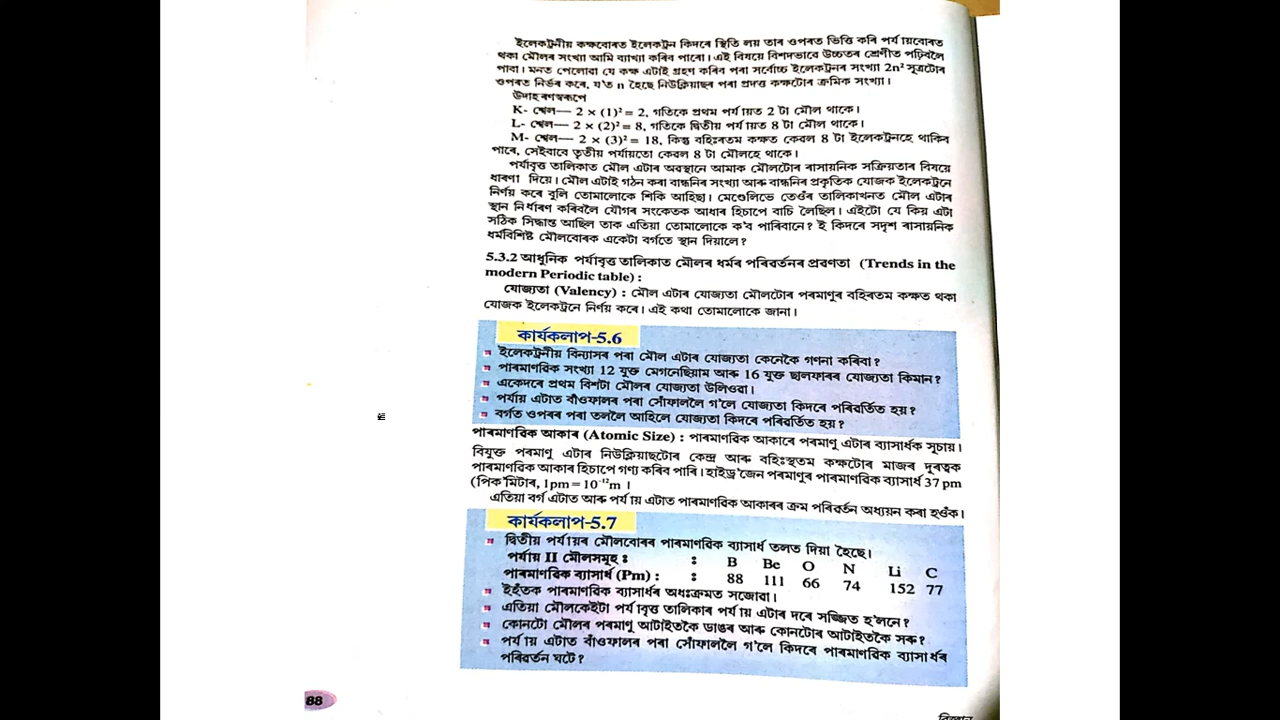 ইলেকট্ৰনীয় কক্ষবোৰত ইলেকট্ৰন কিদৰে স্থিতি লয় তাৰ ওপৰত ভিত্তি কৰি পৰ্যায়বোৰত
থকা মৌলৰ সংখ্যা আমি ব্যাখ্যা কৰিব পাৰো। এই বিষয়ে বিশদভাবে উচ্চতৰ শ্ৰেণীত পঢ়িবলৈ
পাবা। মনত পেলোৱা যে কক্ষ এটাই গ্ৰহণ কৰিব পৰা সৰ্বোচ্চ ইলেকট্ৰনৰ সংখ্যা 2n² সূত্ৰটোৰ
ওপৰত নিৰ্ভৰ কৰে, য'ত n হৈছে নিউক্লিয়াছৰ পৰা প্ৰদত্ত কক্ষটোৰ ক্ৰমিক সংখ্যা।
উদাহৰণস্বৰূপে
K- শ্বেল— 2 × (1)² = 2, গতিকে প্ৰথম পৰ্যায়ত 2 টা মৌল থাকে।
L- শ্বেল— 2 × (2)² = 8, গতিকে দ্বিতীয় পৰ্যায়ত 8 টা মৌল থাকে।
M- শ্বেল— 2 × (3)² = 18, কিন্তু বহিঃৰতম কক্ষত কেবল 8 টা ইলেকট্ৰনহে থাকিব
পাৰে, সেইবাবে তৃতীয় পৰ্যায়তো কেবল 8 টা মৌলহে থাকে।
পৰ্যাবৃত্ত তালিকাত মৌল এটাৰ অবস্থানে আমাক মৌলটোৰ ৰাসায়নিক সক্ৰিয়তাৰ বিষয়ে
ধাৰণা দিয়ে। মৌল এটাই গঠন কৰা বান্ধনিৰ সংখ্যা আৰু বান্ধনিৰ প্ৰকৃতিক যোজক ইলেকট্ৰনে
নিৰ্ণয় কৰে বুলি তোমালোকে শিকি আহিছা। মেণ্ডেলিভে তেওঁৰ তালিকাখনত মৌল এটাৰ
স্থান নিৰ্ধাৰণ কৰিবলৈ যৌগৰ সংকেতক আধাৰ হিচাপে বাচি লৈছিল। এইটো যে কিয় এটা
সঠিক সিদ্ধান্ত আছিল তাক এতিয়া তোমালোকে ক'ব পাৰিবানে? ই কিদৰে সদৃশ ৰাসায়নিক
ধৰ্মবিশিষ্ট মৌলবোৰক একেটা বৰ্গতে স্থান দিয়ালে?
5.3.2 আধুনিক পৰ্যাবৃত্ত তালিকাত মৌলৰ ধৰ্মৰ পৰিৱৰ্তনৰ প্ৰৱণতা (Trends in the
modern Periodic table) :
যোজ্যতা (Valency) : মৌল এটাৰ যোজ্যতা মৌলটোৰ পৰমাণুৰ বহিৰতম কক্ষত থকা
যোজক ইলেকট্ৰনে নিৰ্ণয় কৰে। এই কথা তোমালোকে জানা।
কাৰ্যকলাপ-5.6
ইলেকট্ৰনীয় বিন্যাসৰ পৰা মৌল এটাৰ যোজ্যতা কেনেকৈ গণনা কৰিবা?
পাৰমাণৱিক সংখ্যা 12 যুক্ত মেগনেছিয়াম আৰু 16 যুক্ত ছালফাৰৰ যোজ্যতা কিমান?
একেদৰে প্ৰথম বিশটা মৌলৰ যোজ্যতা উলিওৱা।
পৰ্যায় এটাত বাঁওফালৰ পৰা সোঁফাললৈ গ'লে যোজ্যতা কিদৰে পৰিৱৰ্তিত হয়?
বৰ্গত ওপৰৰ পৰা তললৈ আহিলে যোজ্যতা কিদৰে পৰিৱৰ্তিত হয়?
পাৰমাণৱিক আকাৰ (Atomic Size) : পাৰমাণৱিক আকাৰে পৰমাণু এটাৰ ব্যাসাৰ্ধক সূচায়।
বিযুক্ত পৰমাণু এটাৰ নিউক্লিয়াছটোৰ কেন্দ্ৰ আৰু বহিঃস্থতম কক্ষটোৰ মাজৰ দূৰত্বক
পাৰমাণৱিক আকাৰ হিচাপে গণ্য কৰিব পাৰি। হাইড্ৰ'জেন পৰমাণুৰ পাৰমাণৱিক ব্যাসাৰ্ধ 37 pm
(পিক'মিটাৰ, 1pm = 10⁻¹²m ।
এতিয়া বৰ্গ এটাত আৰু পৰ্যায় এটাত পাৰমাণৱিক আকাৰৰ ক্ৰম পৰিৱৰ্তন অধ্যয়ন কৰা হওঁক।
কাৰ্যকলাপ-5.7
দ্বিতীয় পৰ্যায়ৰ মৌলবোৰৰ পাৰমাণৱিক ব্যাসাৰ্ধ তলত দিয়া হৈছে।
পৰ্যায় II মৌলসমূহ : : B Be O N Li C
পাৰমাণৱিক ব্যাসাৰ্ধ (Pm) : : 88 111 66 74 152 77
ইহঁতক পাৰমাণৱিক ব্যাসাৰ্ধৰ অধঃক্ৰমত সজোৱা।
এতিয়া মৌলকেইটা পৰ্যাবৃত্ত তালিকাৰ পৰ্যায় এটাৰ দৰে সজ্জিত হ'লনে?
কোনটো মৌলৰ পৰমাণু আটাইতকৈ ডাঙৰ আৰু কোনটোৰ আটাইতকৈ সৰু?
পৰ্যায় এটাত বাঁওফালৰ পৰা সোঁফাললৈ গ'লে কিদৰে পাৰমাণৱিক ব্যাসাৰ্ধৰ
পৰিৱৰ্তন ঘটে?
88
বিজ্ঞান